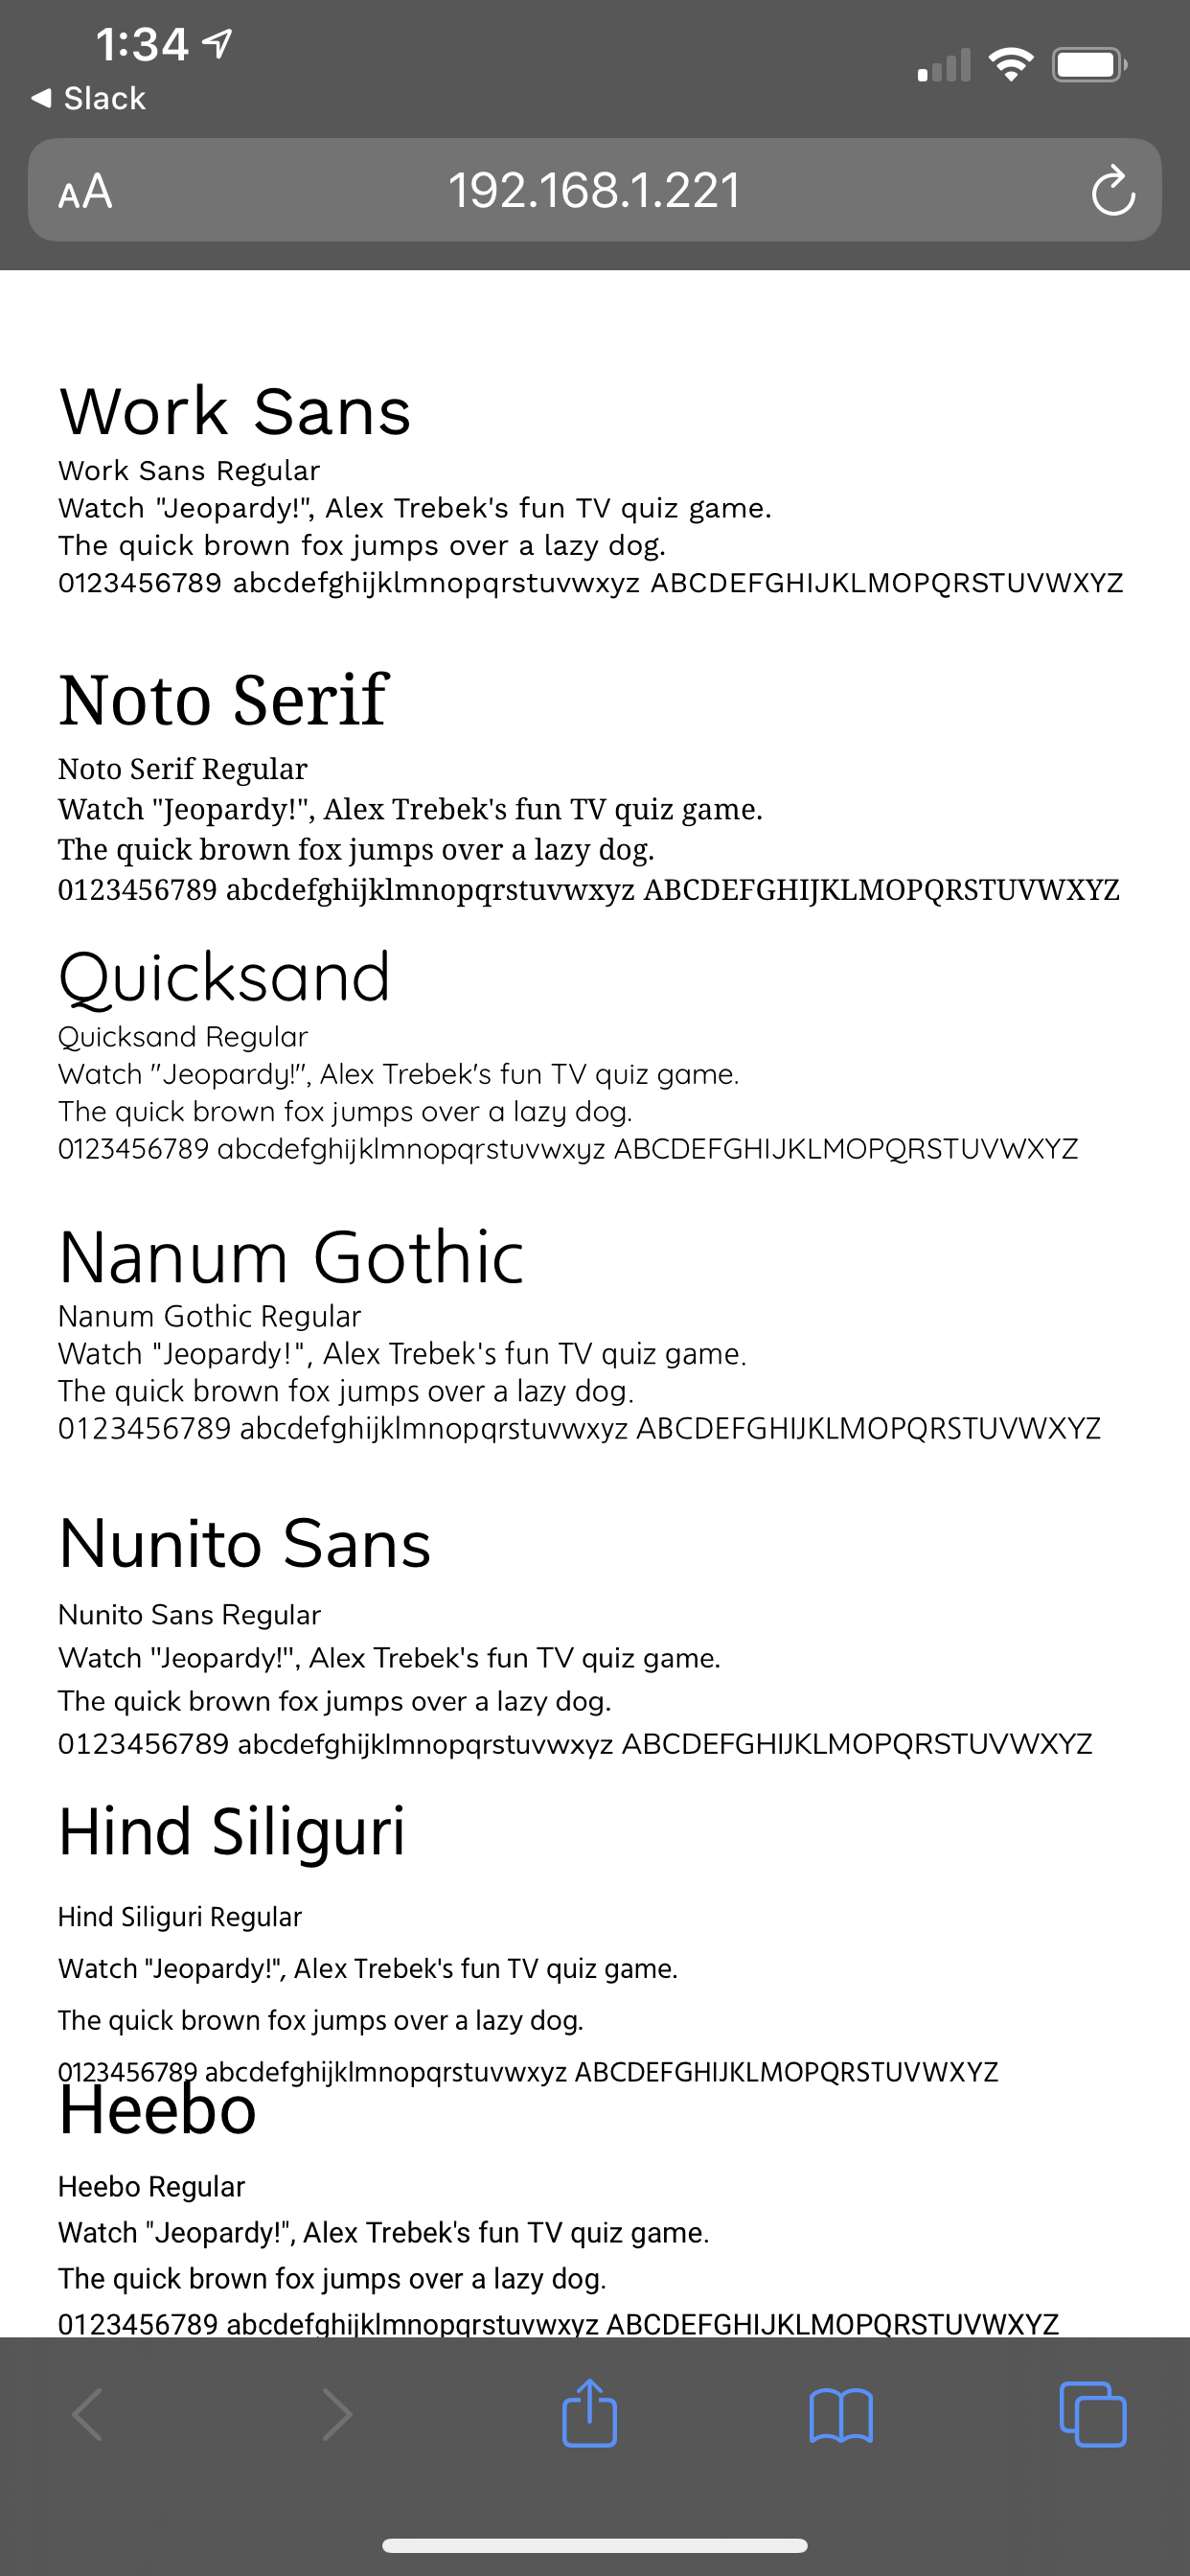 1:34
Slack
AA 192.168.1.221
Work Sans
Work Sans Regular
Watch "Jeopardy!", Alex Trebek's fun TV quiz game.
The quick brown fox jumps over a lazy dog.
0123456789 abcdefghijklmnopqrstuvwxyz ABCDEFGHIJKLMOPQRSTUVWXYZ
Noto Serif
Noto Serif Regular
Watch "Jeopardy!", Alex Trebek's fun TV quiz game.
The quick brown fox jumps over a lazy dog.
0123456789 abcdefghijklmnopqrstuvwxyz ABCDEFGHIJKLMOPQRSTUVWXYZ
Quicksand
Quicksand Regular
Watch "Jeopardy!", Alex Trebek's fun TV quiz game.
The quick brown fox jumps over a lazy dog.
0123456789 abcdefghijklmnopqrstuvwxyz ABCDEFGHIJKLMOPQRSTUVWXYZ
Nanum Gothic
Nanum Gothic Regular
Watch "Jeopardy!", Alex Trebek's fun TV quiz game.
The quick brown fox jumps over a lazy dog.
0123456789 abcdefghijklmnopqrstuvwxyz ABCDEFGHIJKLMOPQRSTUVWXYZ
Nunito Sans
Nunito Sans Regular
Watch "Jeopardy!", Alex Trebek's fun TV quiz game.
The quick brown fox jumps over a lazy dog.
0123456789 abcdefghijklmnopqrstuvwxyz ABCDEFGHIJKLMOPQRSTUVWXYZ
Hind Siliguri
Hind Siliguri Regular
Watch "Jeopardy!", Alex Trebek's fun TV quiz game.
The quick brown fox jumps over a lazy dog.
0123456789 abcdefghijklmnopqrstuvwxyz ABCDEFGHIJKLMOPQRSTUVWXYZ
Heebo
Heebo Regular
Watch "Jeopardy!", Alex Trebek's fun TV quiz game.
The quick brown fox jumps over a lazy dog.
0123456789 abcdefghijklmnopqrstuvwxyz ABCDEFGHIJKLMOPQRSTUVWXYZ